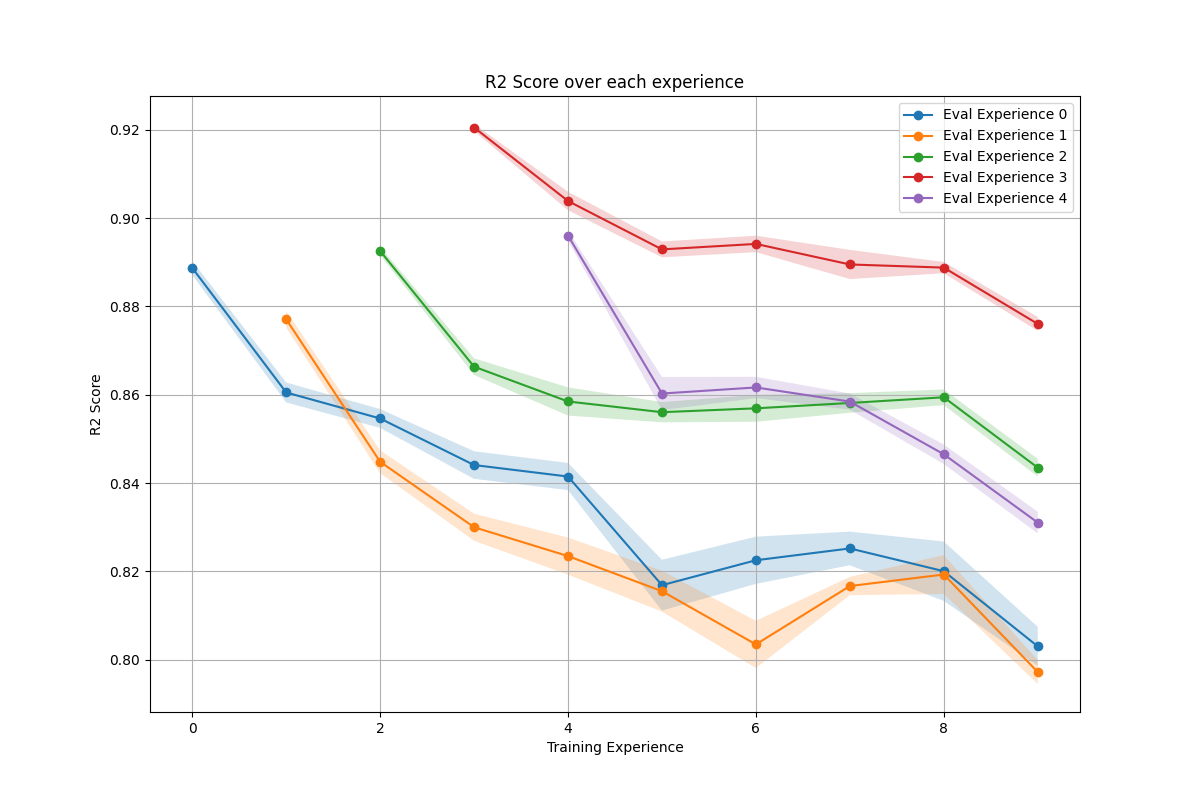 R2 Score over each experience
0.92
0.90
0.88
0.86
0.84
0.82
0.80
R2 Score
0 2 4 6 8
Training Experience
Eval Experience 0
Eval Experience 1
Eval Experience 2
Eval Experience 3
Eval Experience 4